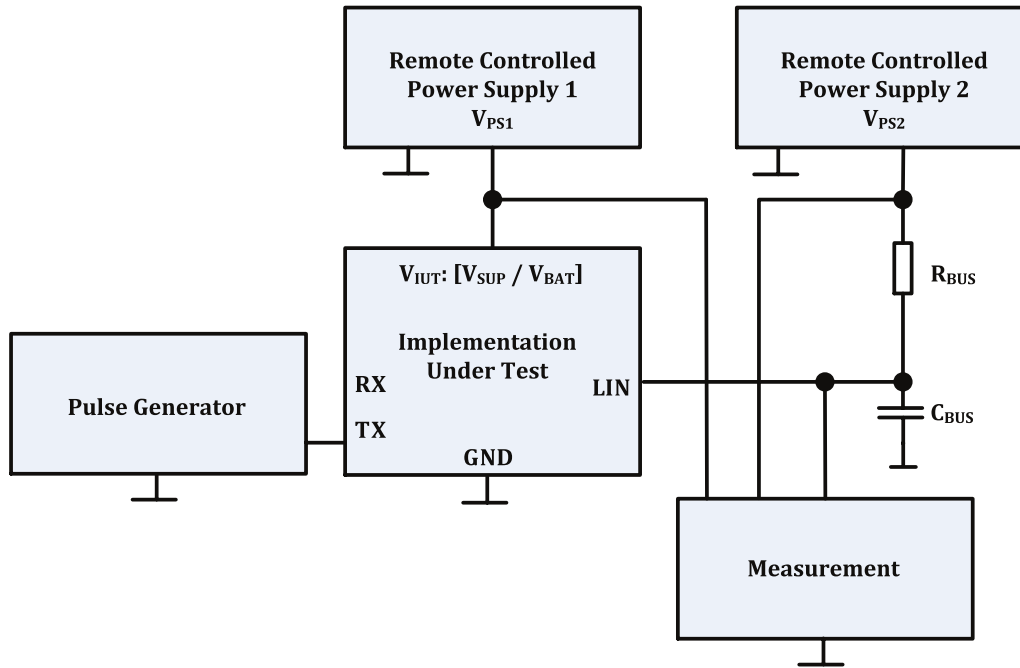 Remote Controlled
Power Supply 1
VPS1
Remote Controlled
Power Supply 2
VPS2
VIUT: [VSUP / VBAT]
Implementation
Under Test
RX
TX
LIN
GND
Pulse Generator
RBUS
CBUS
Measurement